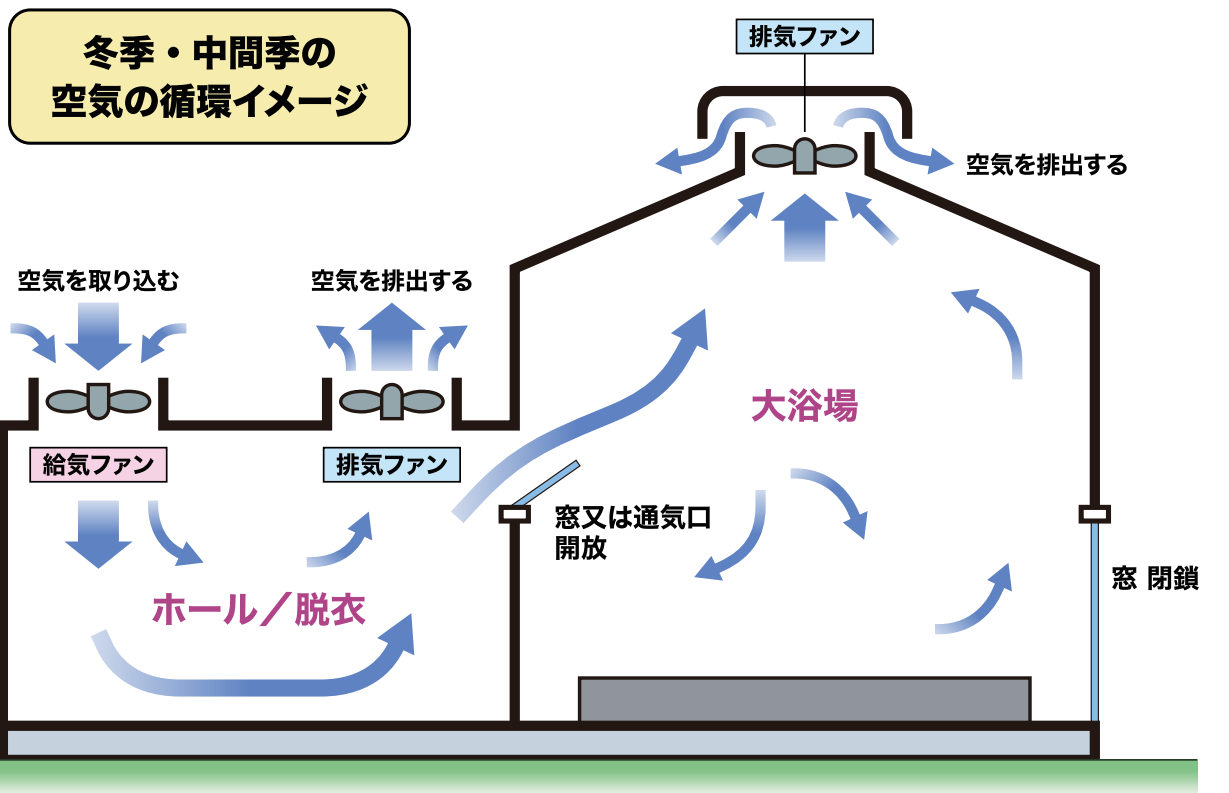 冬季・中間季の
空気の循環イメージ
排気ファン
空気を排出する
空気を取り込む
空気を排出する
給気ファン
排気ファン
大浴場
窓又は通気口
開放
窓 閉鎖
ホール／脱衣